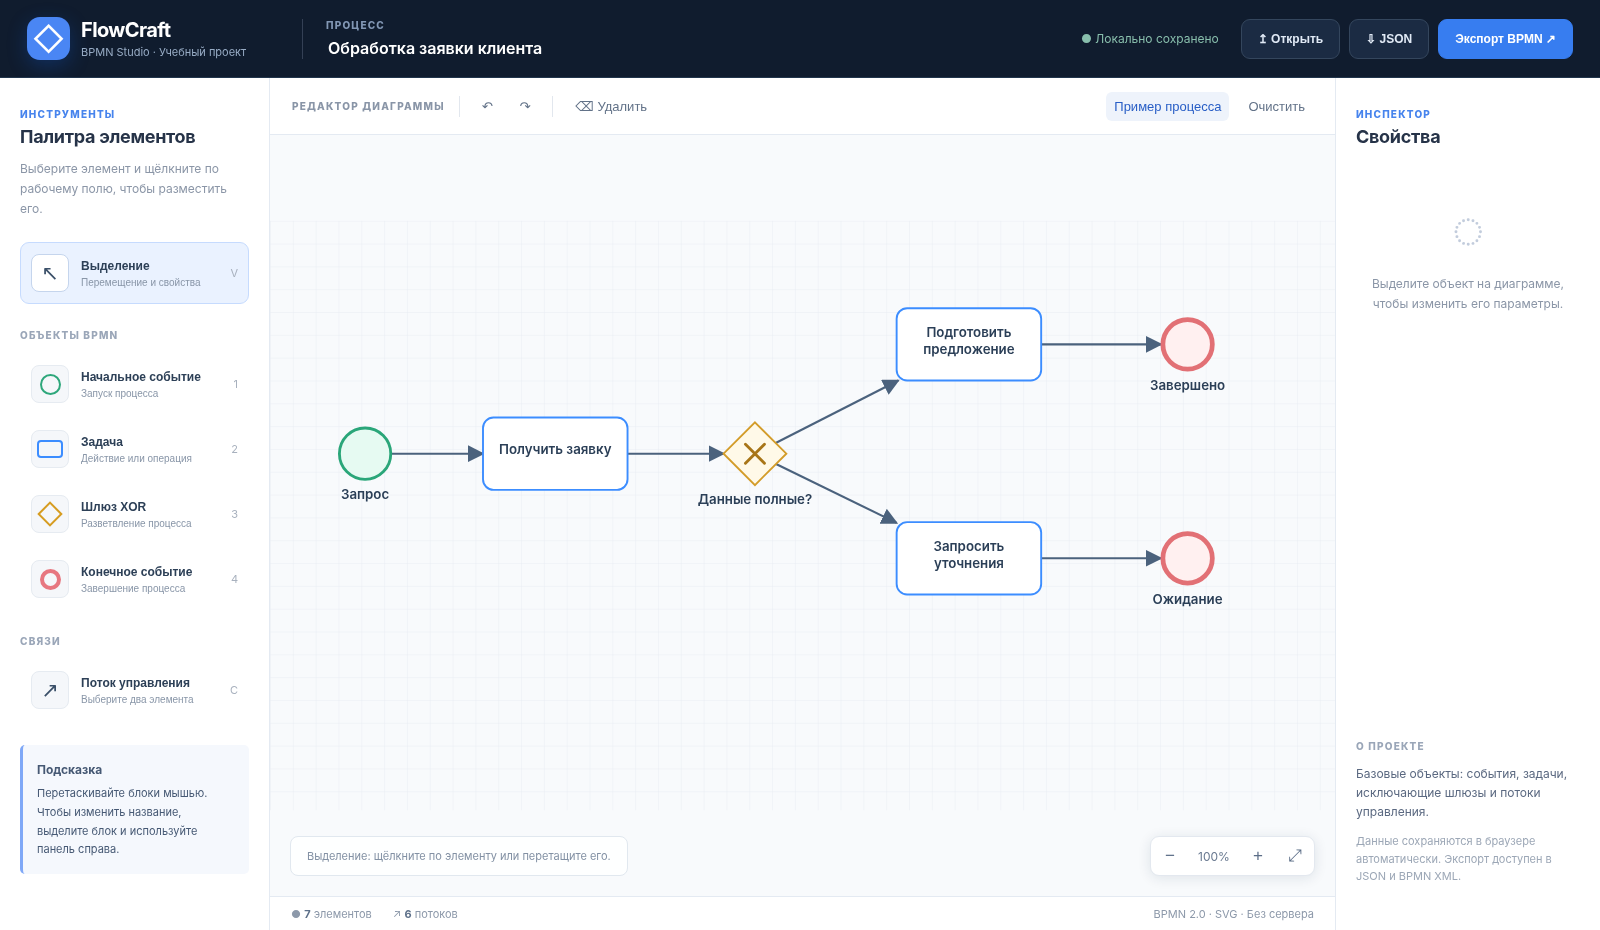 FlowCraft
BPMN Studio · Учебный проект
ПРОЦЕСС
Обработка заявки клиента
Локально сохранено
↥ Открыть
⇩ JSON
Экспорт BPMN ↗
ИНСТРУМЕНТЫ
Палитра элементов
Выберите элемент и щёлкните по
рабочему полю, чтобы разместить
его.
Выделение
Перемещение и свойства
V
ОБЪЕКТЫ BPMN
Начальное событие
Запуск процесса
1
Задача
Действие или операция
2
Шлюз XOR
Разветвление процесса
3
Конечное событие
Завершение процесса
4
СВЯЗИ
Поток управления
Выберите два элемента
C
Подсказка
Перетаскивайте блоки мышью.
Чтобы изменить название,
выделите блок и используйте
панель справа.
РЕДАКТОР ДИАГРАММЫ
↶ ↷
⌫ Удалить
Пример процесса
Очистить
Запрос
Получить заявку
Данные полные?
Подготовить
предложение
Завершено
Запросить
уточнения
Ожидание
Выделение: щёлкните по элементу или перетащите его.
− 100% +
7 элементов
↗ 6 потоков
BPMN 2.0 · SVG · Без сервера
ИНСПЕКТОР
Свойства
Выделите объект на диаграмме,
чтобы изменить его параметры.
О ПРОЕКТЕ
Базовые объекты: события, задачи,
исключающие шлюзы и потоки
управления.
Данные сохраняются в браузере
автоматически. Экспорт доступен в
JSON и BPMN XML.